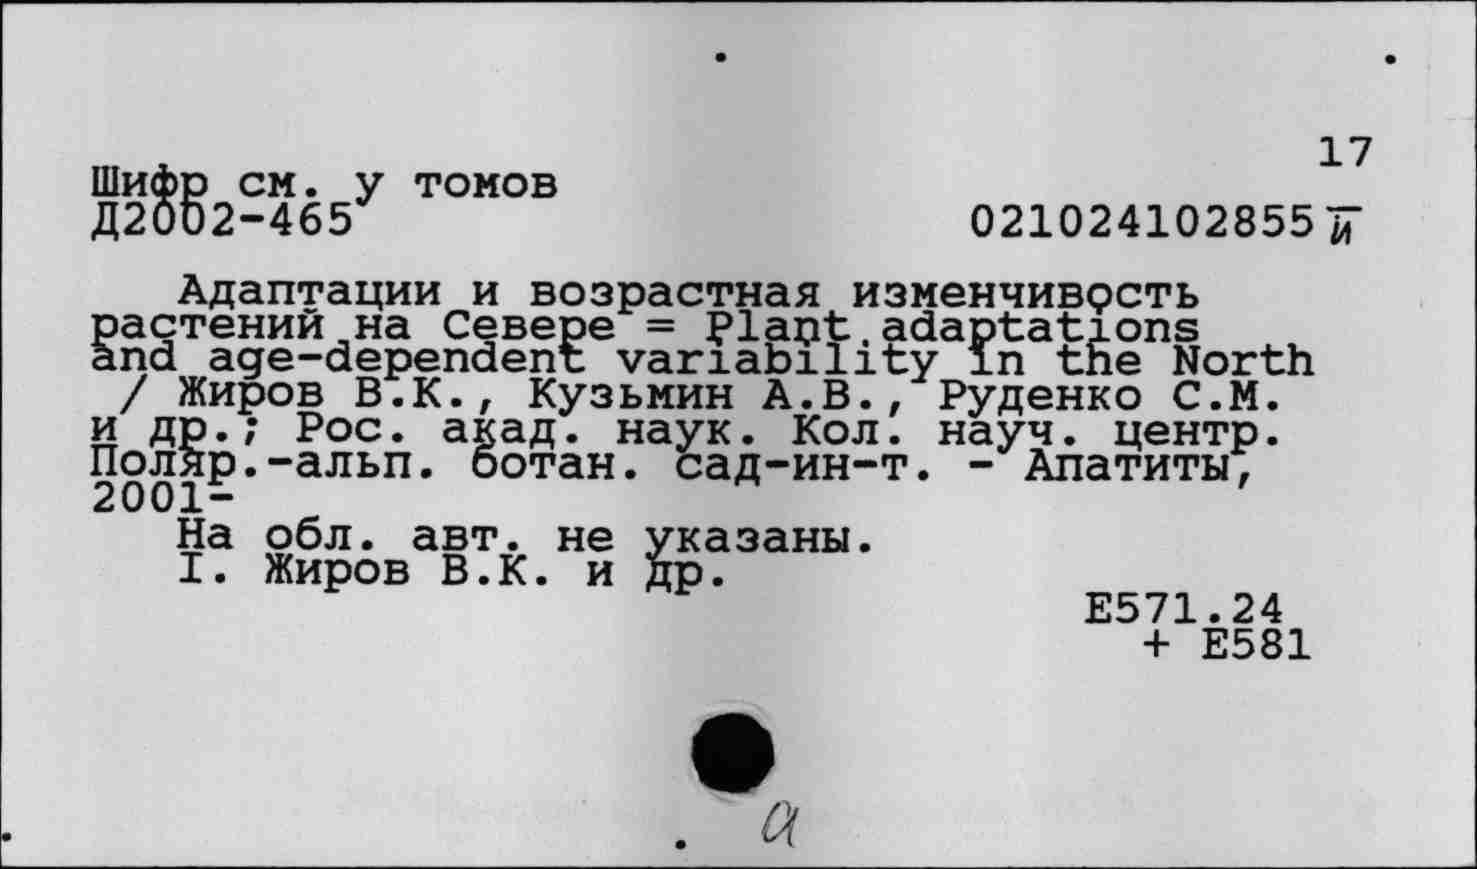 17
Шифр см. у томов
Д2002-465
021024102855 и
Адаптации и возрастная изменчивость
растений на Севере = Plant adaptations
and age-dependent variability in the North
/ Жиров В.К., Кузьмин А.В., Руденко С.М.
и др.; Рос. акад. наук. Кол. науч. центр.
Поляр.-альп. ботан. сад-ин-т. - Апатиты,
2001-
На обл. авт. не указаны.
I. Жиров В.К. и др.
Е571.24
+ Е581